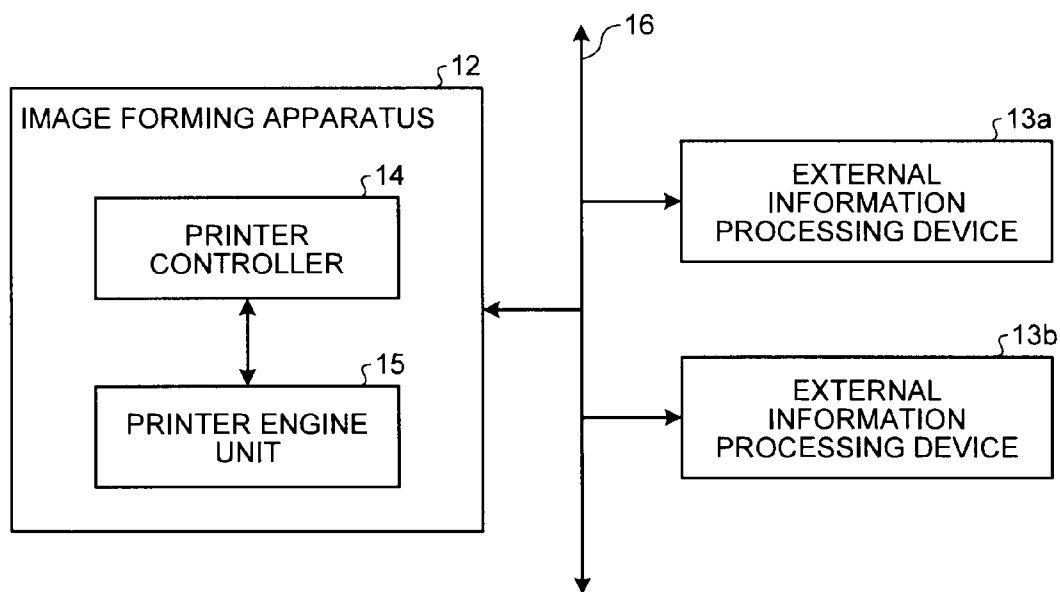 16
12
IMAGE FORMING APPARATUS
14
PRINTER
CONTROLLER
15
PRINTER ENGINE
UNIT
13a
EXTERNAL
INFORMATION
PROCESSING DEVICE
13b
EXTERNAL
INFORMATION
PROCESSING DEVICE